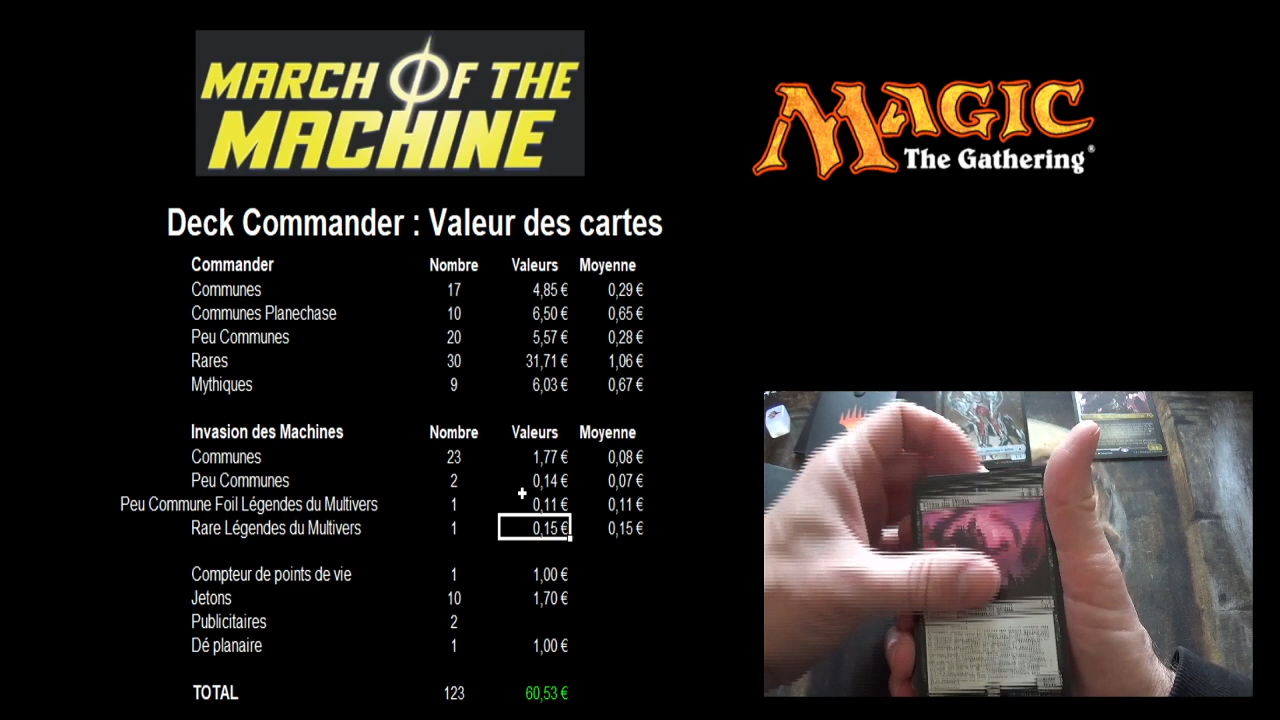 MARCH OF THE
MACHINE
MAGIC
The Gathering®
Deck Commander : Valeur des cartes
Commander Nombre Valeurs Moyenne
Communes 17 4,85 € 0,29 €
Communes Planechase 10 6,50 € 0,65 €
Peu Communes 20 5,57 € 0,28 €
Rares 30 31,71 € 1,06 €
Mythiques 9 6,03 € 0,67 €
Invasion des Machines Nombre Valeurs Moyenne
Communes 23 1,77 € 0,08 €
Peu Communes 2 0,14 € 0,07 €
Peu Commune Foil Légendes du Multivers 1 0,11 € 0,11 €
Rare Légendes du Multivers 1 0,15 € 0,15 €
Compteur de points de vie 1 1,00 €
Jetons 10 1,70 €
Publicitaires 2
Dé planaire 1 1,00 €
TOTAL 123 60,53 €